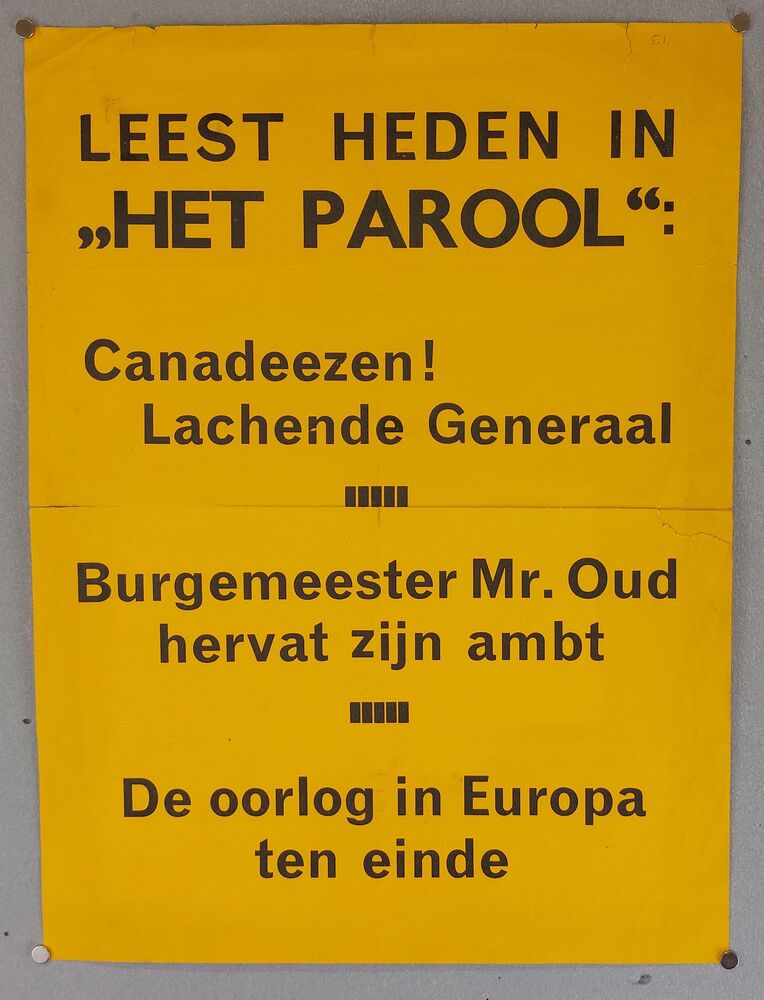 LEEST HEDEN IN
„HET PAROOL“:
Canadeezen!
Lachende Generaal
Burgemeester Mr. Oud
hervat zijn ambt
De oorlog in Europa
ten einde